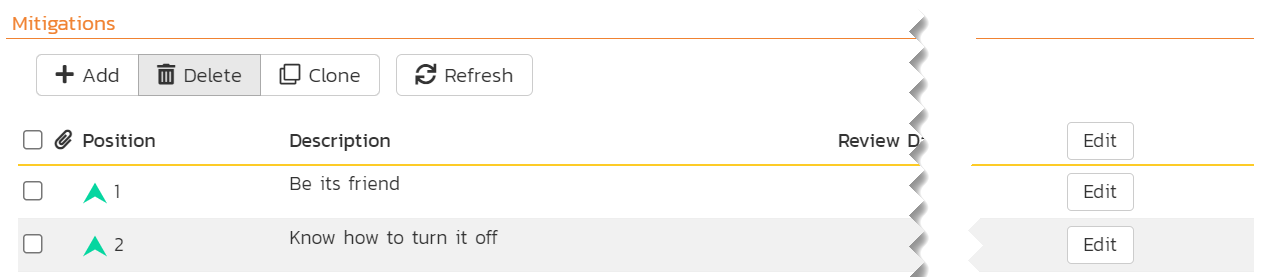 Mitigations
Add Delete Clone Refresh
Position Description Review Edit
1 Be its friend Edit
2 Know how to turn it off Edit